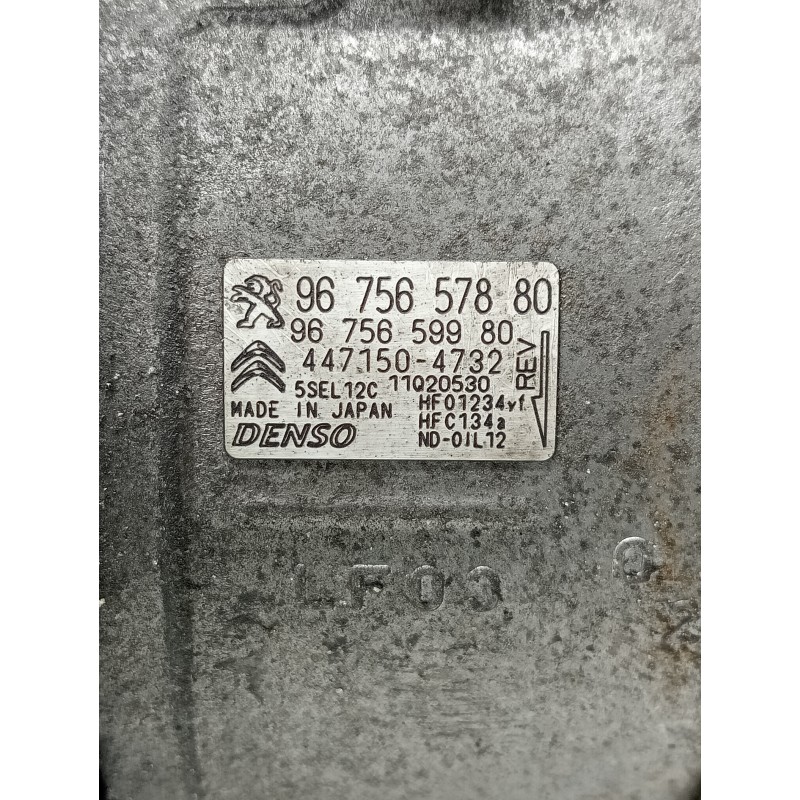 96 756 578 80
96 756 599 80
447150-4732
5SEL12C 11Q20530
MADE IN JAPAN
HFO1234yf
HFC134a
DENSO
ND-OIL12
REV
LF03